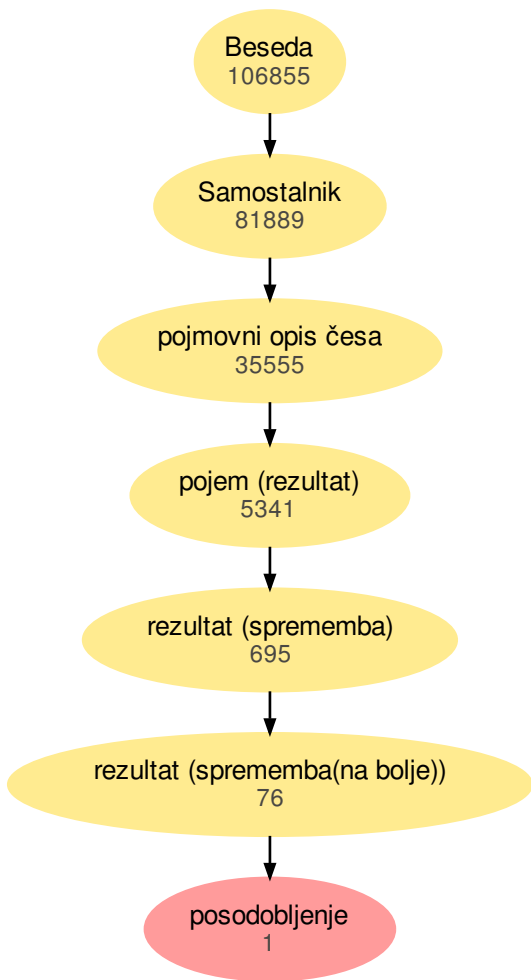 Beseda
106855
Samostalnik
81889
pojmovni opis česa
35555
pojem (rezultat)
5341
rezultat (sprememba)
695
rezultat (sprememba(na bolje))
76
posodobljenje
1